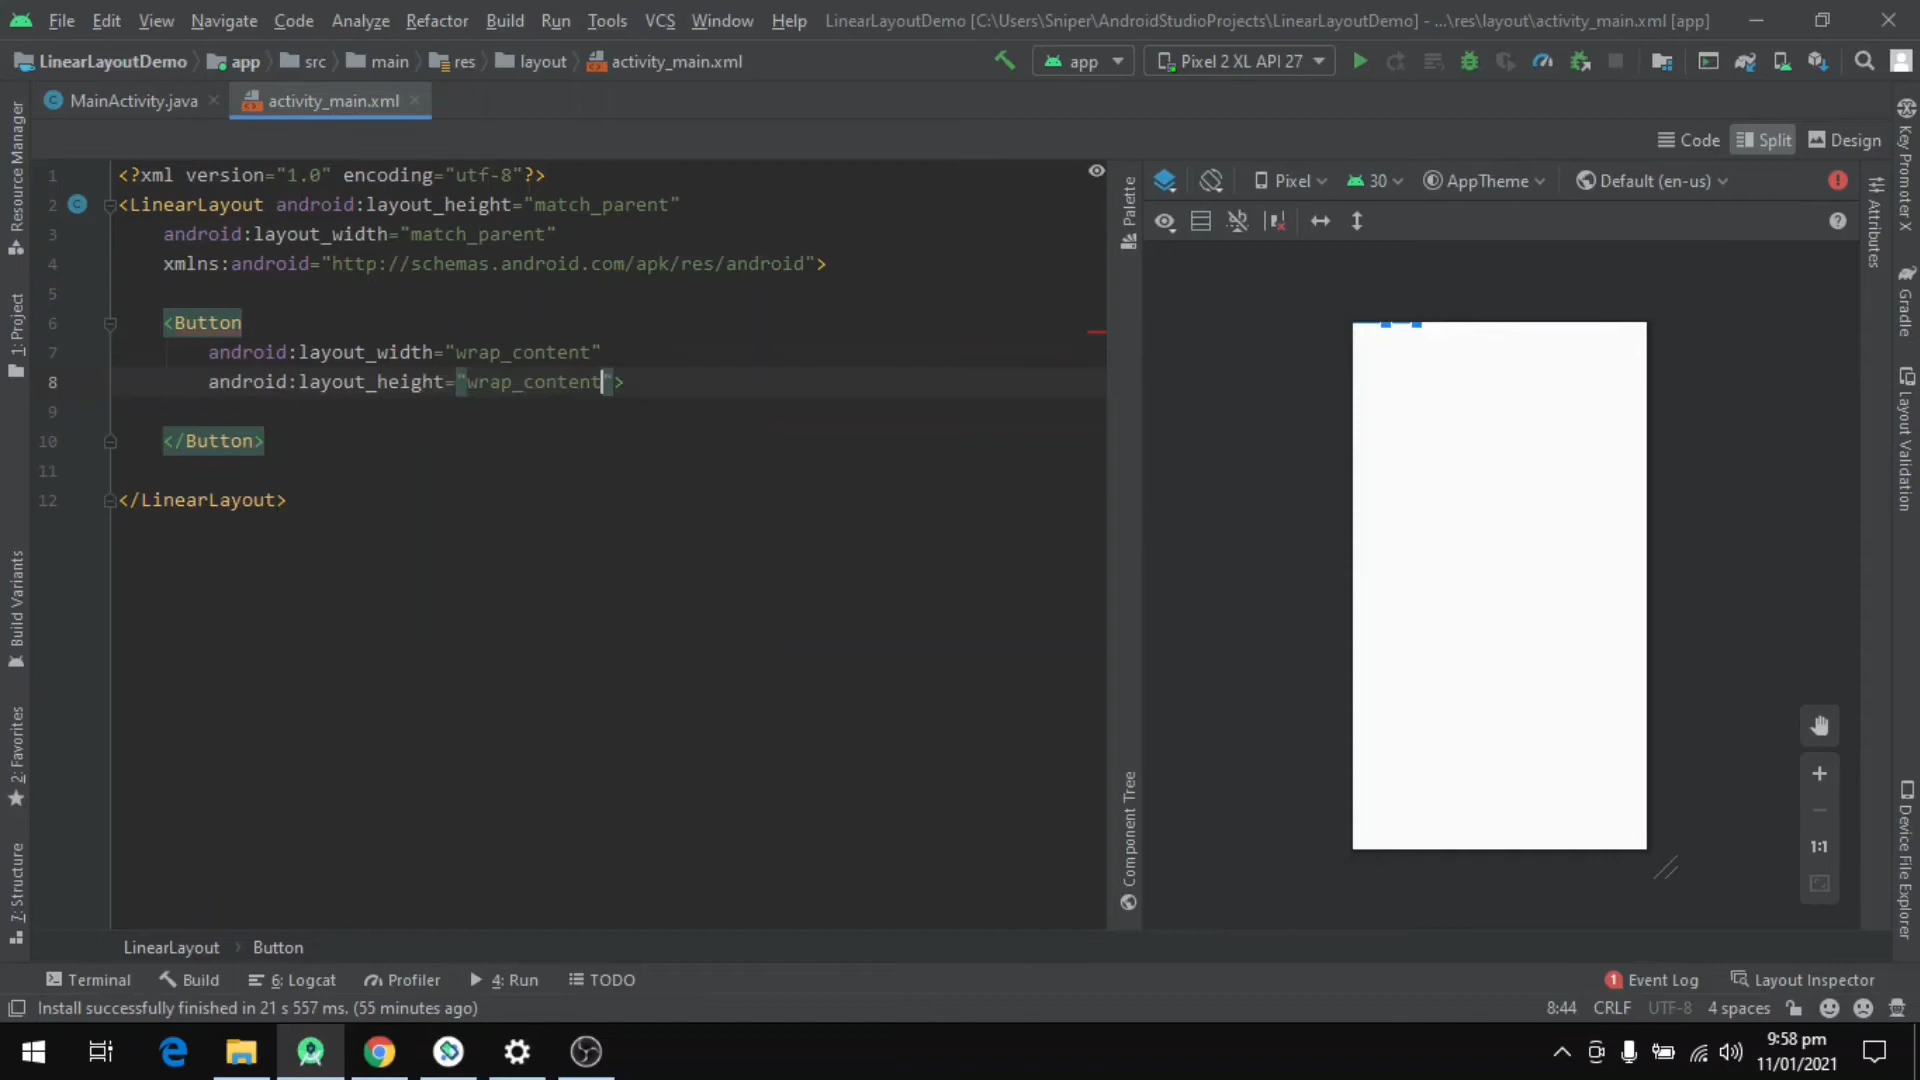 File Edit View Navigate Code Analyze Refactor Build Run Tools VCS Window Help LinearLayoutDemo [C:\Users\Sniper\AndroidStudioProjects\LinearLayoutDemo] - ...\res\layout\activity_main.xml [app]
LinearLayoutDemo app src main res layout activity_main.xml app Pixel 2 XL API 27
MainActivity.java activity_main.xml
Code Split Design
Pixel 30 AppTheme Default (en-us)
1 <?xml version="1.0" encoding="utf-8"?>
2 <LinearLayout android:layout_height="match_parent"
3 android:layout_width="match_parent"
4 xmlns:android="http://schemas.android.com/apk/res/android">
5
6 <Button
7 android:layout_width="wrap_content"
8 android:layout_height="wrap_content">
9
10 </Button>
11
12 </LinearLayout>
Resource Manager
1: Project
Build Variants
2: Favorites
7: Structure
Palette
Component Tree
1:1
Attributes
Key Promoter X
Gradle
Layout Validation
Device File Explorer
LinearLayout Button
Terminal Build 6: Logcat Profiler 4: Run TODO 1 Event Log Layout Inspector
Install successfully finished in 21 s 557 ms. (55 minutes ago) 8:44 CRLF UTF-8 4 spaces
9:58 pm
11/01/2021